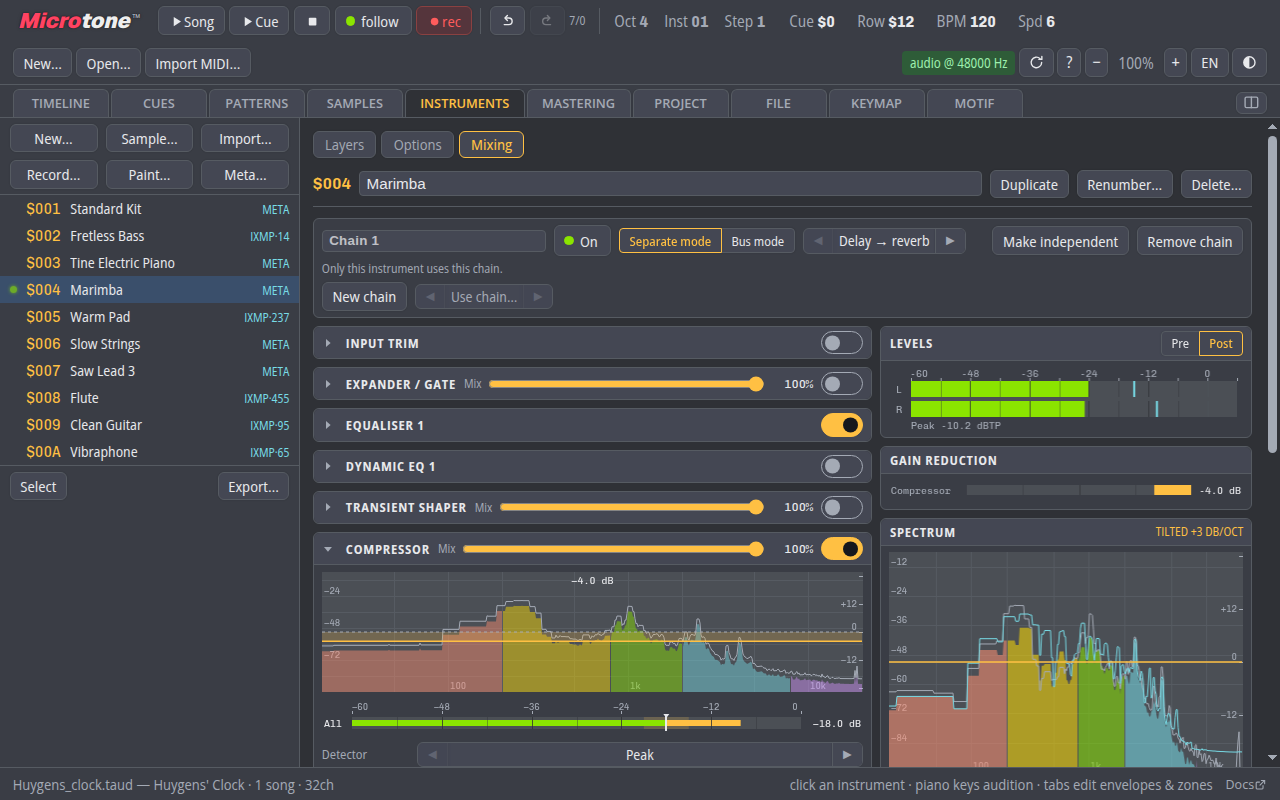 Microtone™ Song Cue follow rec 7/0 Oct 4 Inst 01 Step 1 Cue $0 Row $12 BPM 120 Spd 6
New... Open... Import MIDI... audio @ 48000 Hz ? − 100% + EN
TIMELINE CUES PATTERNS SAMPLES INSTRUMENTS MASTERING PROJECT FILE KEYMAP MOTIF
New... Sample... Import...
Record... Paint... Meta...
$001 Standard Kit META
$002 Fretless Bass IXMP·14
$003 Tine Electric Piano META
$004 Marimba META
$005 Warm Pad IXMP·237
$006 Slow Strings META
$007 Saw Lead 3 META
$008 Flute IXMP·455
$009 Clean Guitar IXMP·95
$00A Vibraphone IXMP·65
Select Export...
Layers Options Mixing
$004 Marimba Duplicate Renumber... Delete...
Chain 1 On Separate mode Bus mode Delay → reverb Make independent Remove chain
Only this instrument uses this chain.
New chain Use chain...
INPUT TRIM
EXPANDER / GATE Mix 100%
EQUALISER 1
DYNAMIC EQ 1
TRANSIENT SHAPER Mix 100%
COMPRESSOR Mix 100%
−4.0 dB
−24 +12
−48 0
−72 −12
100 1k 10k
−60 −48 −36 −24 −12 0
All −18.0 dB
Detector Peak
LEVELS Pre Post
-60 -48 -36 -24 -12 0
L
R
Peak -10.2 dBTP
GAIN REDUCTION
Compressor -4.0 dB
SPECTRUM TILTED +3 DB/OCT
−12
−24
−36 +12
−48 0
−60
−72 −12
−84
100 1k
Huygens_clock.taud — Huygens' Clock · 1 song · 32ch click an instrument · piano keys audition · tabs edit envelopes & zones Docs